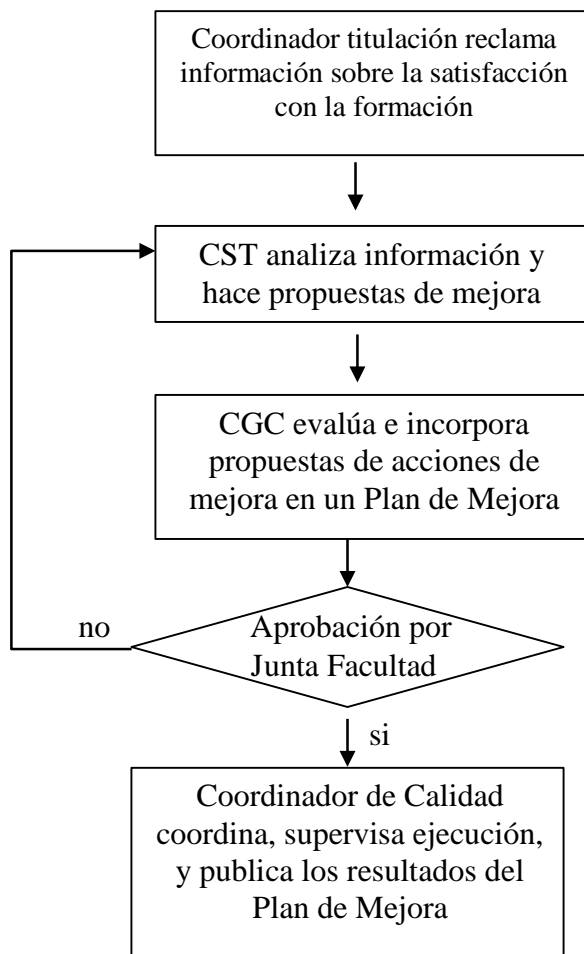 Coordinador titulación reclama
información sobre la satisfacción
con la formación
CST analiza información y
hace propuestas de mejora
CGC evalúa e incorpora
propuestas de acciones de
mejora en un Plan de Mejora
no
Aprobación por
Junta Facultad
si
Coordinador de Calidad
coordina, supervisa ejecución,
y publica los resultados del
Plan de Mejora